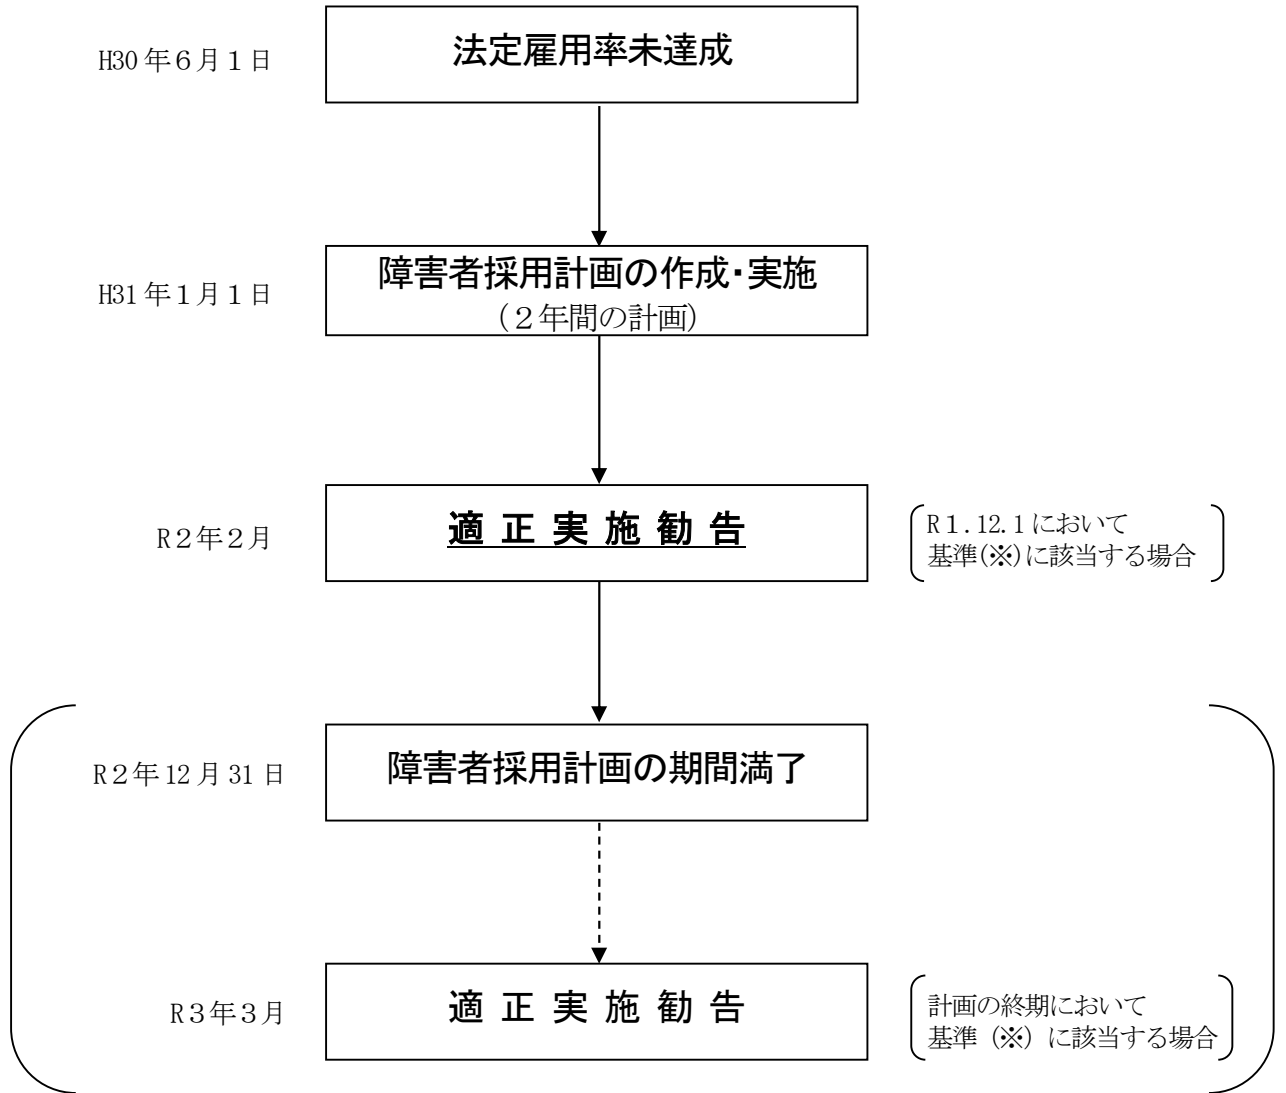 H30年6月1日
法定雇用率未達成
H31年1月1日
障害者採用計画の作成・実施
（２年間の計画）
R２年２月
適 正 実 施 勧 告
R１.12.1において
基準(※)に該当する場合
R２年12月31日
障害者採用計画の期間満了
R３年３月
適 正 実 施 勧 告
計画の終期において
基準（※）に該当する場合